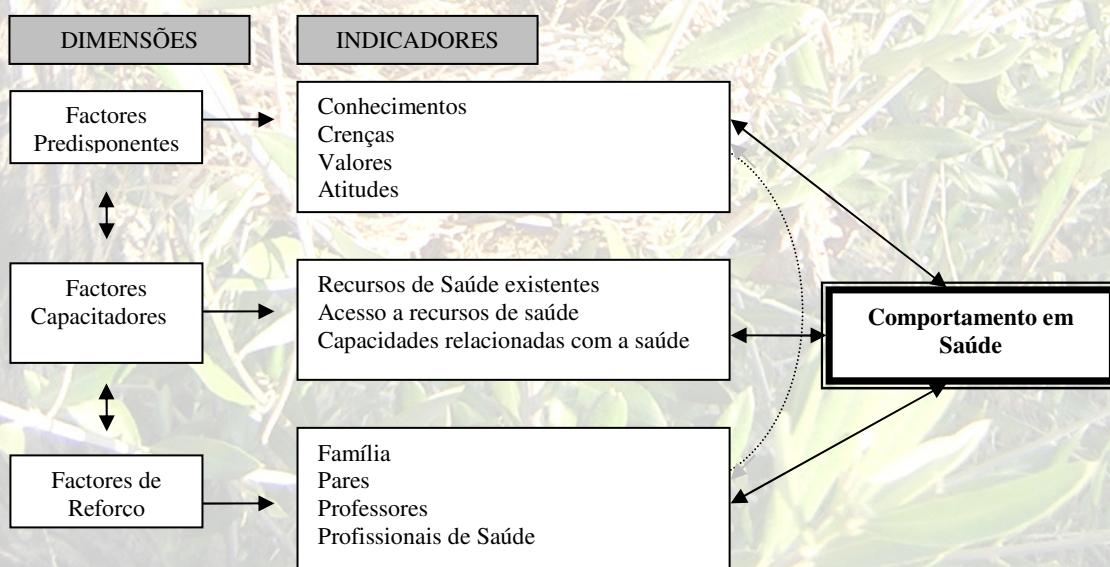 DIMENSÕES
INDICADORES
Factores
Predisponentes
Conhecimentos
Crenças
Valores
Atitudes
Factores
Capacitadores
Recursos de Saúde existentes
Acesso a recursos de saúde
Capacidades relacionadas com a saúde
Comportamento em
Saúde
Factores de
Reforço
Família
Pares
Professores
Profissionais de Saúde